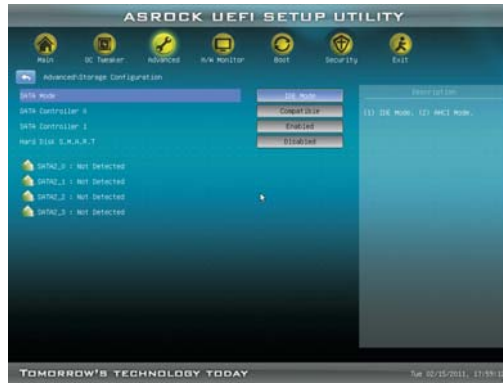 ASROCK UEFI SETUP UTILITY
Main OC Tweaker Advanced H/W Monitor Boot Security Exit
Advanced\Storage Configuration
Description
SATA Mode IDE Mode
(1) IDE Mode. (2) AHCI Mode.
SATA Controller 0 Compatible
SATA Controller 1 Enabled
Hard Disk S.M.A.R.T Disabled
SATA2_0 : Not Detected
SATA2_1 : Not Detected
SATA2_2 : Not Detected
SATA2_3 : Not Detected
TOMORROW'S TECHNOLOGY TODAY
Tue 02/15/2011,